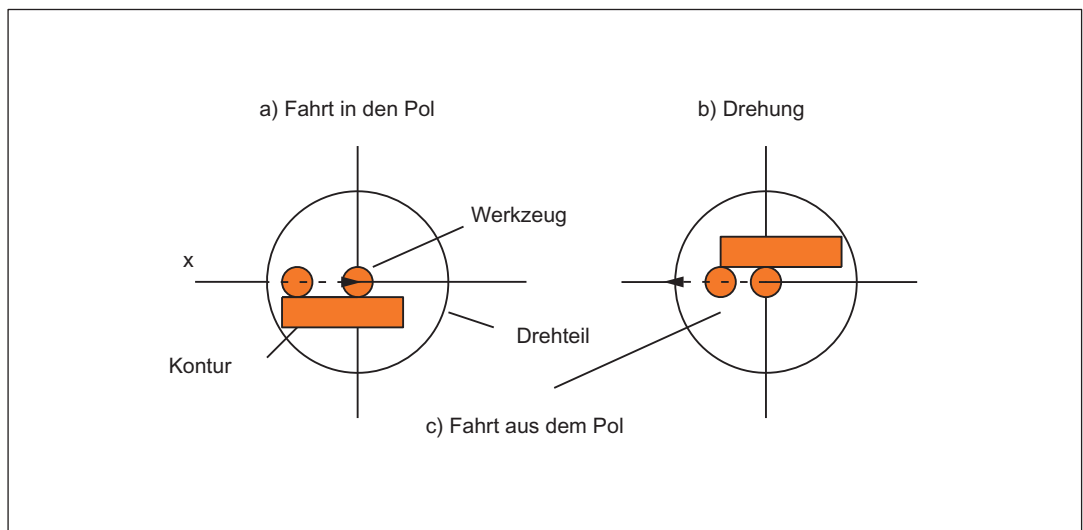 a) Fahrt in den Pol
b) Drehung
Werkzeug
x
Drehteil
Kontur
c) Fahrt aus dem Pol